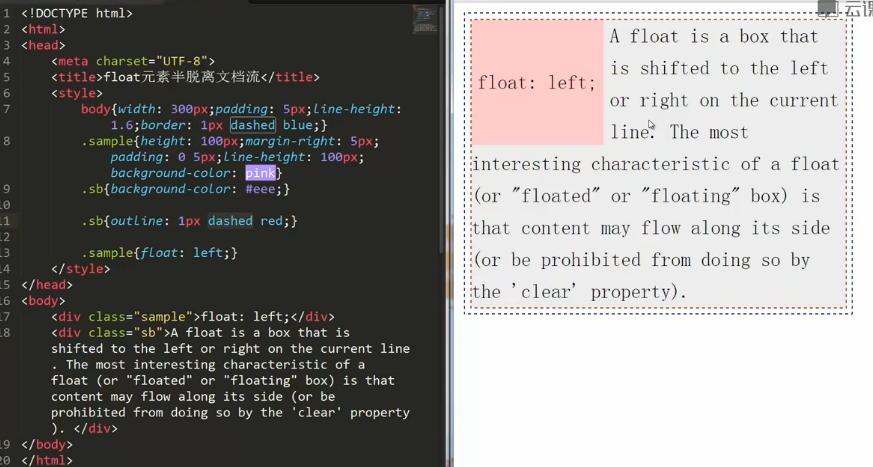 1 <!DOCTYPE html>
2 <html>
3 <head>
4 <meta charset="UTF-8">
5 <title>float元素半脱离文档流</title>
6 <style>
7 body{width: 300px;padding: 5px;line-height:
1.6;border: 1px dashed blue;}
8 .sample{height: 100px;margin-right: 5px;
padding: 0 5px;line-height: 100px;
background-color: pink}
9 .sb{background-color: #eee;}
10
11 .sb{outline: 1px dashed red;}
12
13 .sample{float: left;}
14 </style>
15 </head>
16 <body>
17 <div class="sample">float: left;</div>
18 <div class="sb">A float is a box that is
shifted to the left or right on the current line
. The most interesting characteristic of a
float (or "floated" or "floating" box) is that
content may flow along its side (or be
prohibited from doing so by the 'clear' property
). </div>
19 </body>
20 </html>
float: left;
A float is a box that
is shifted to the left
or right on the current
line. The most
interesting characteristic of a float
(or "floated" or "floating" box) is
that content may flow along its side
(or be prohibited from doing so by
the 'clear' property).
云课